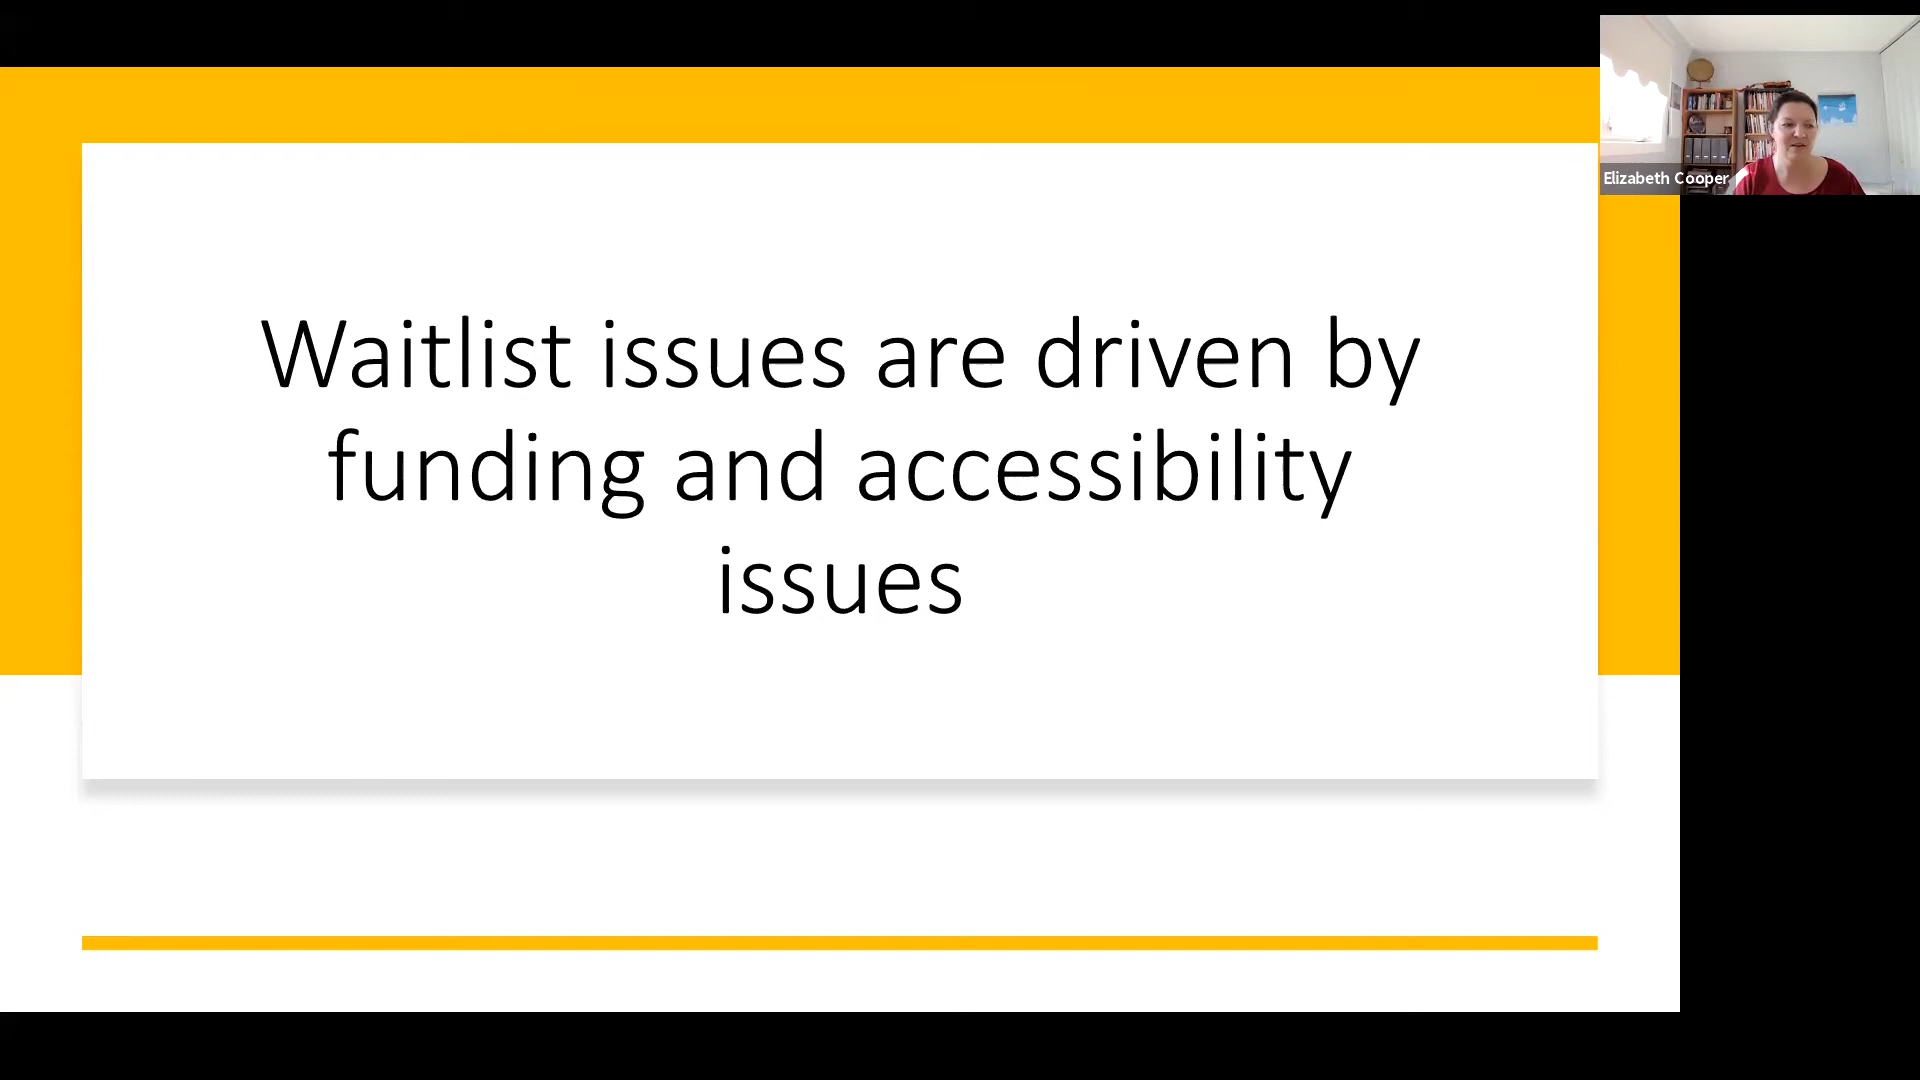 Waitlist issues are driven by
funding and accessibility
issues
Elizabeth Cooper